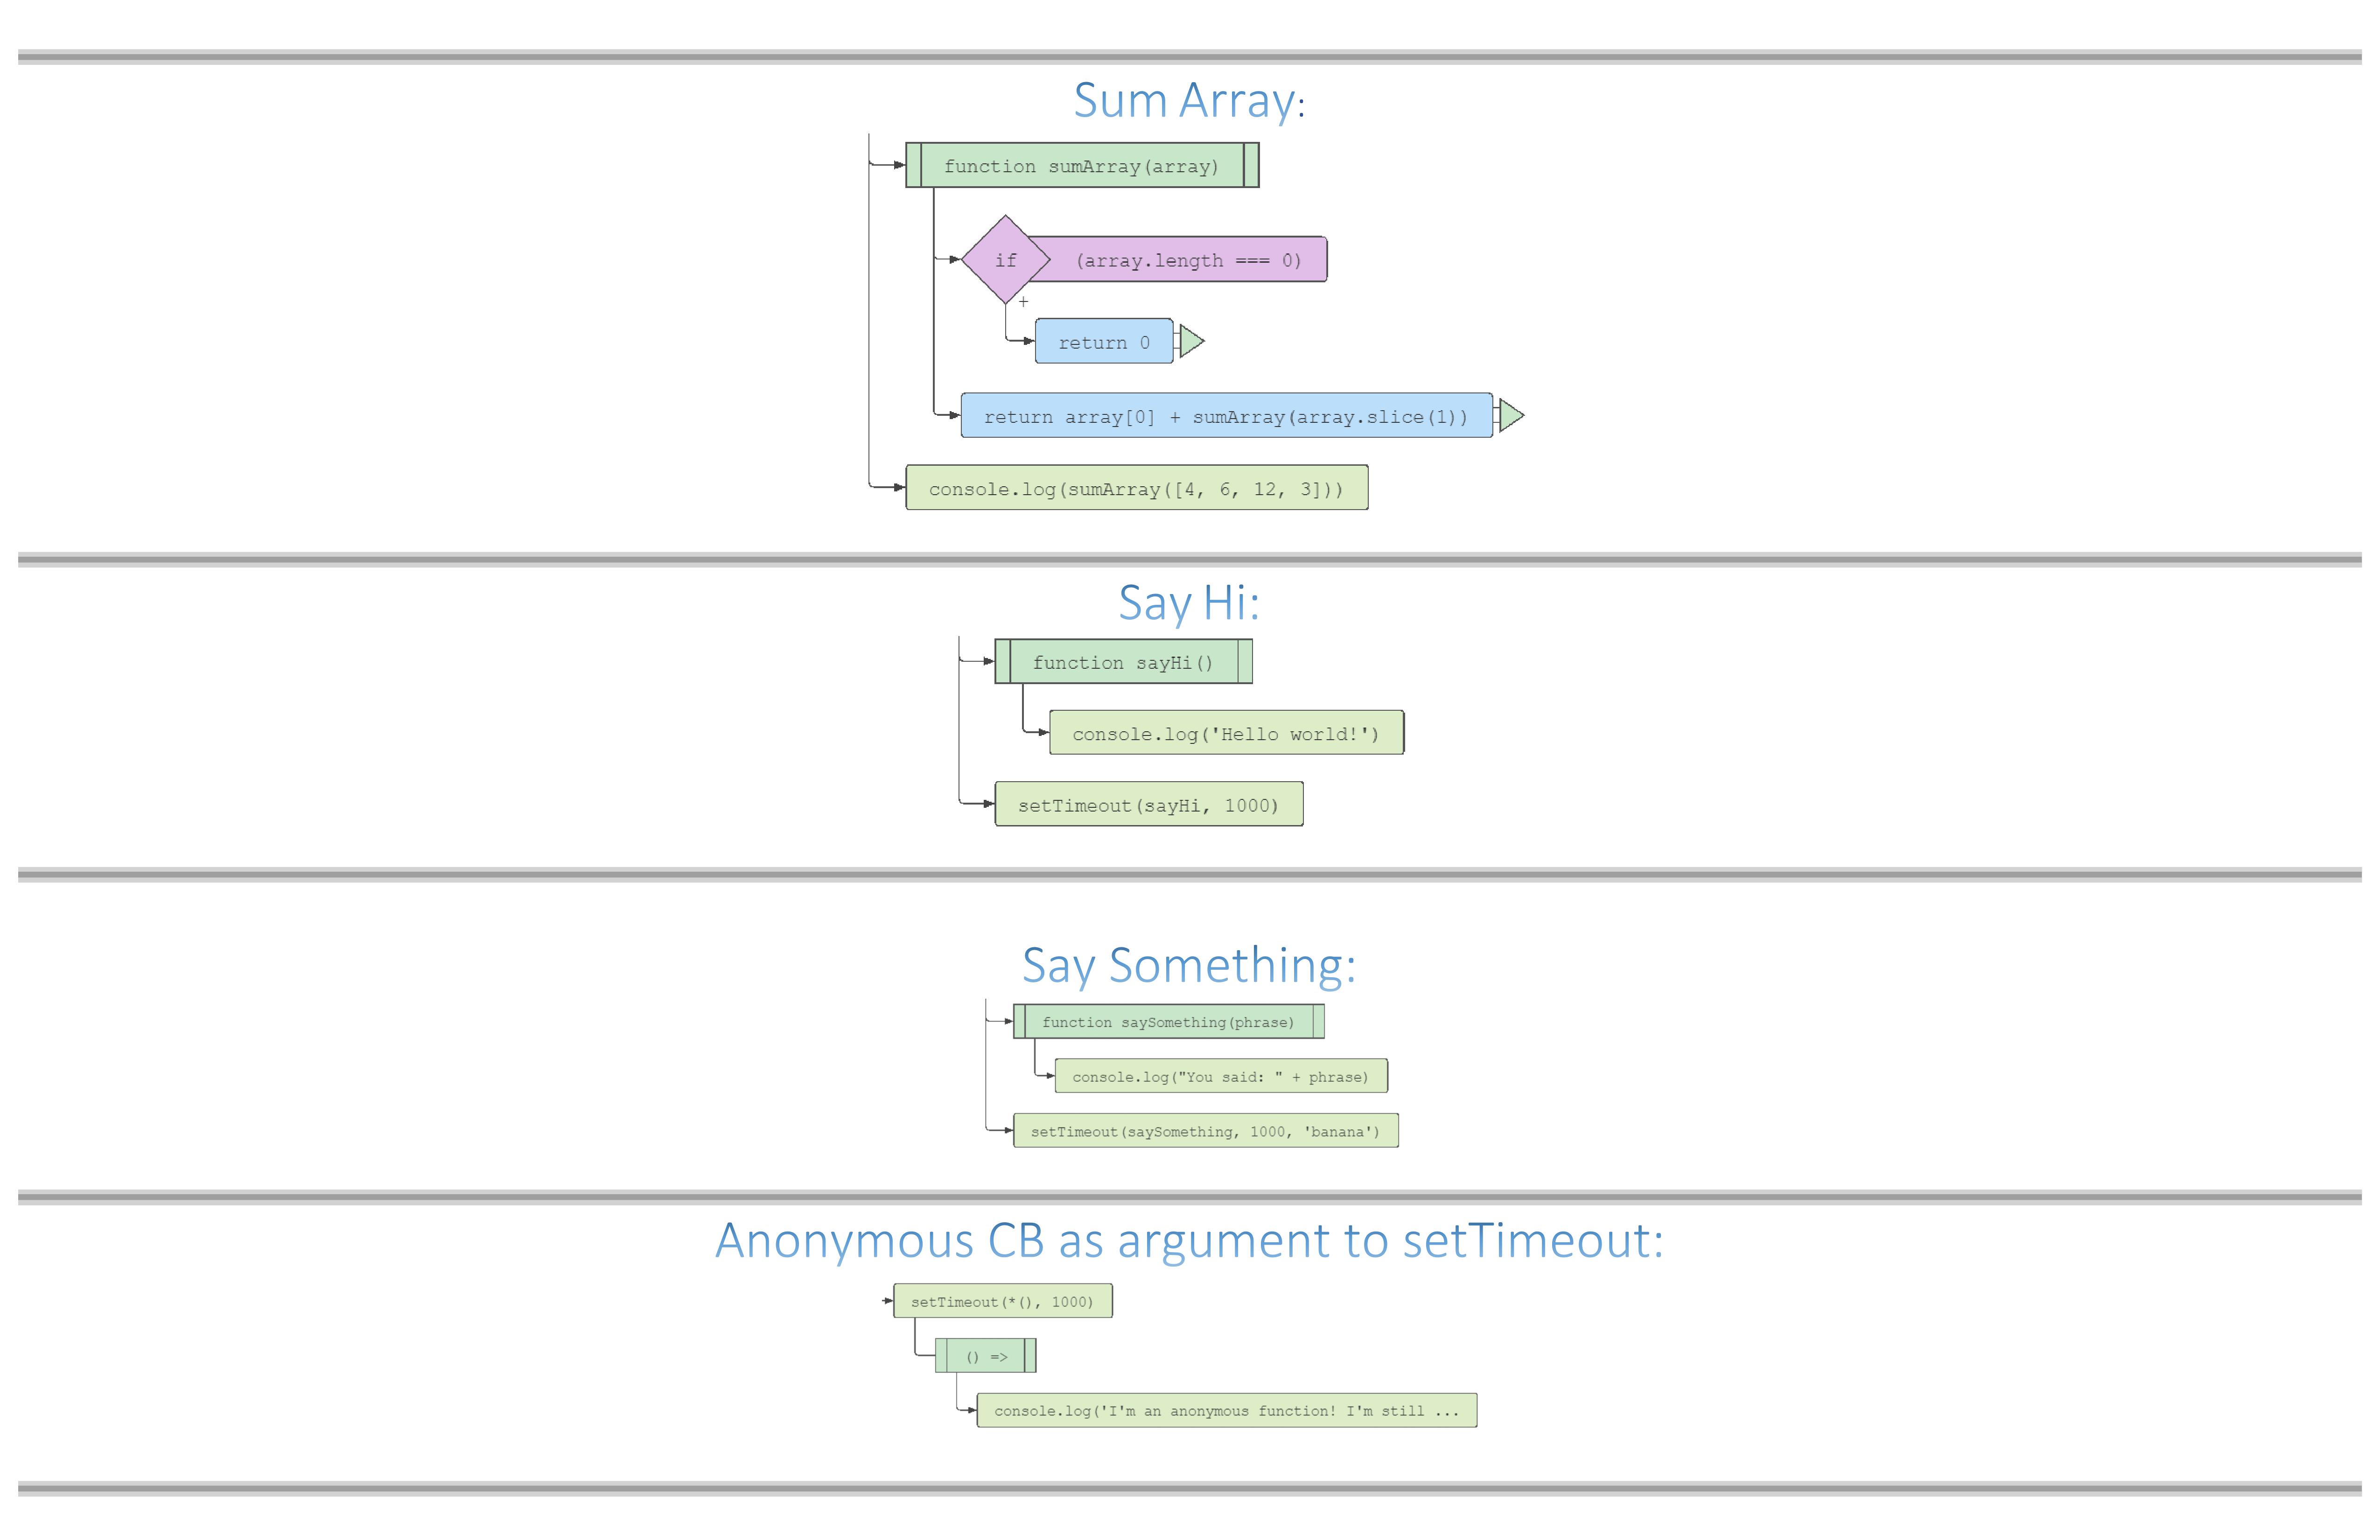 Sum Array:
function sumArray(array)
if (array.length === 0)
+
return 0
return array[0] + sumArray(array.slice(1))
console.log(sumArray([4, 6, 12, 3]))
Say Hi:
function sayHi()
console.log('Hello world!')
setTimeout(sayHi, 1000)
Say Something:
function saySomething(phrase)
console.log("You said: " + phrase)
setTimeout(saySomething, 1000, 'banana')
Anonymous CB as argument to setTimeout:
setTimeout(*(), 1000)
() =>
console.log('I'm an anonymous function! I'm still ...